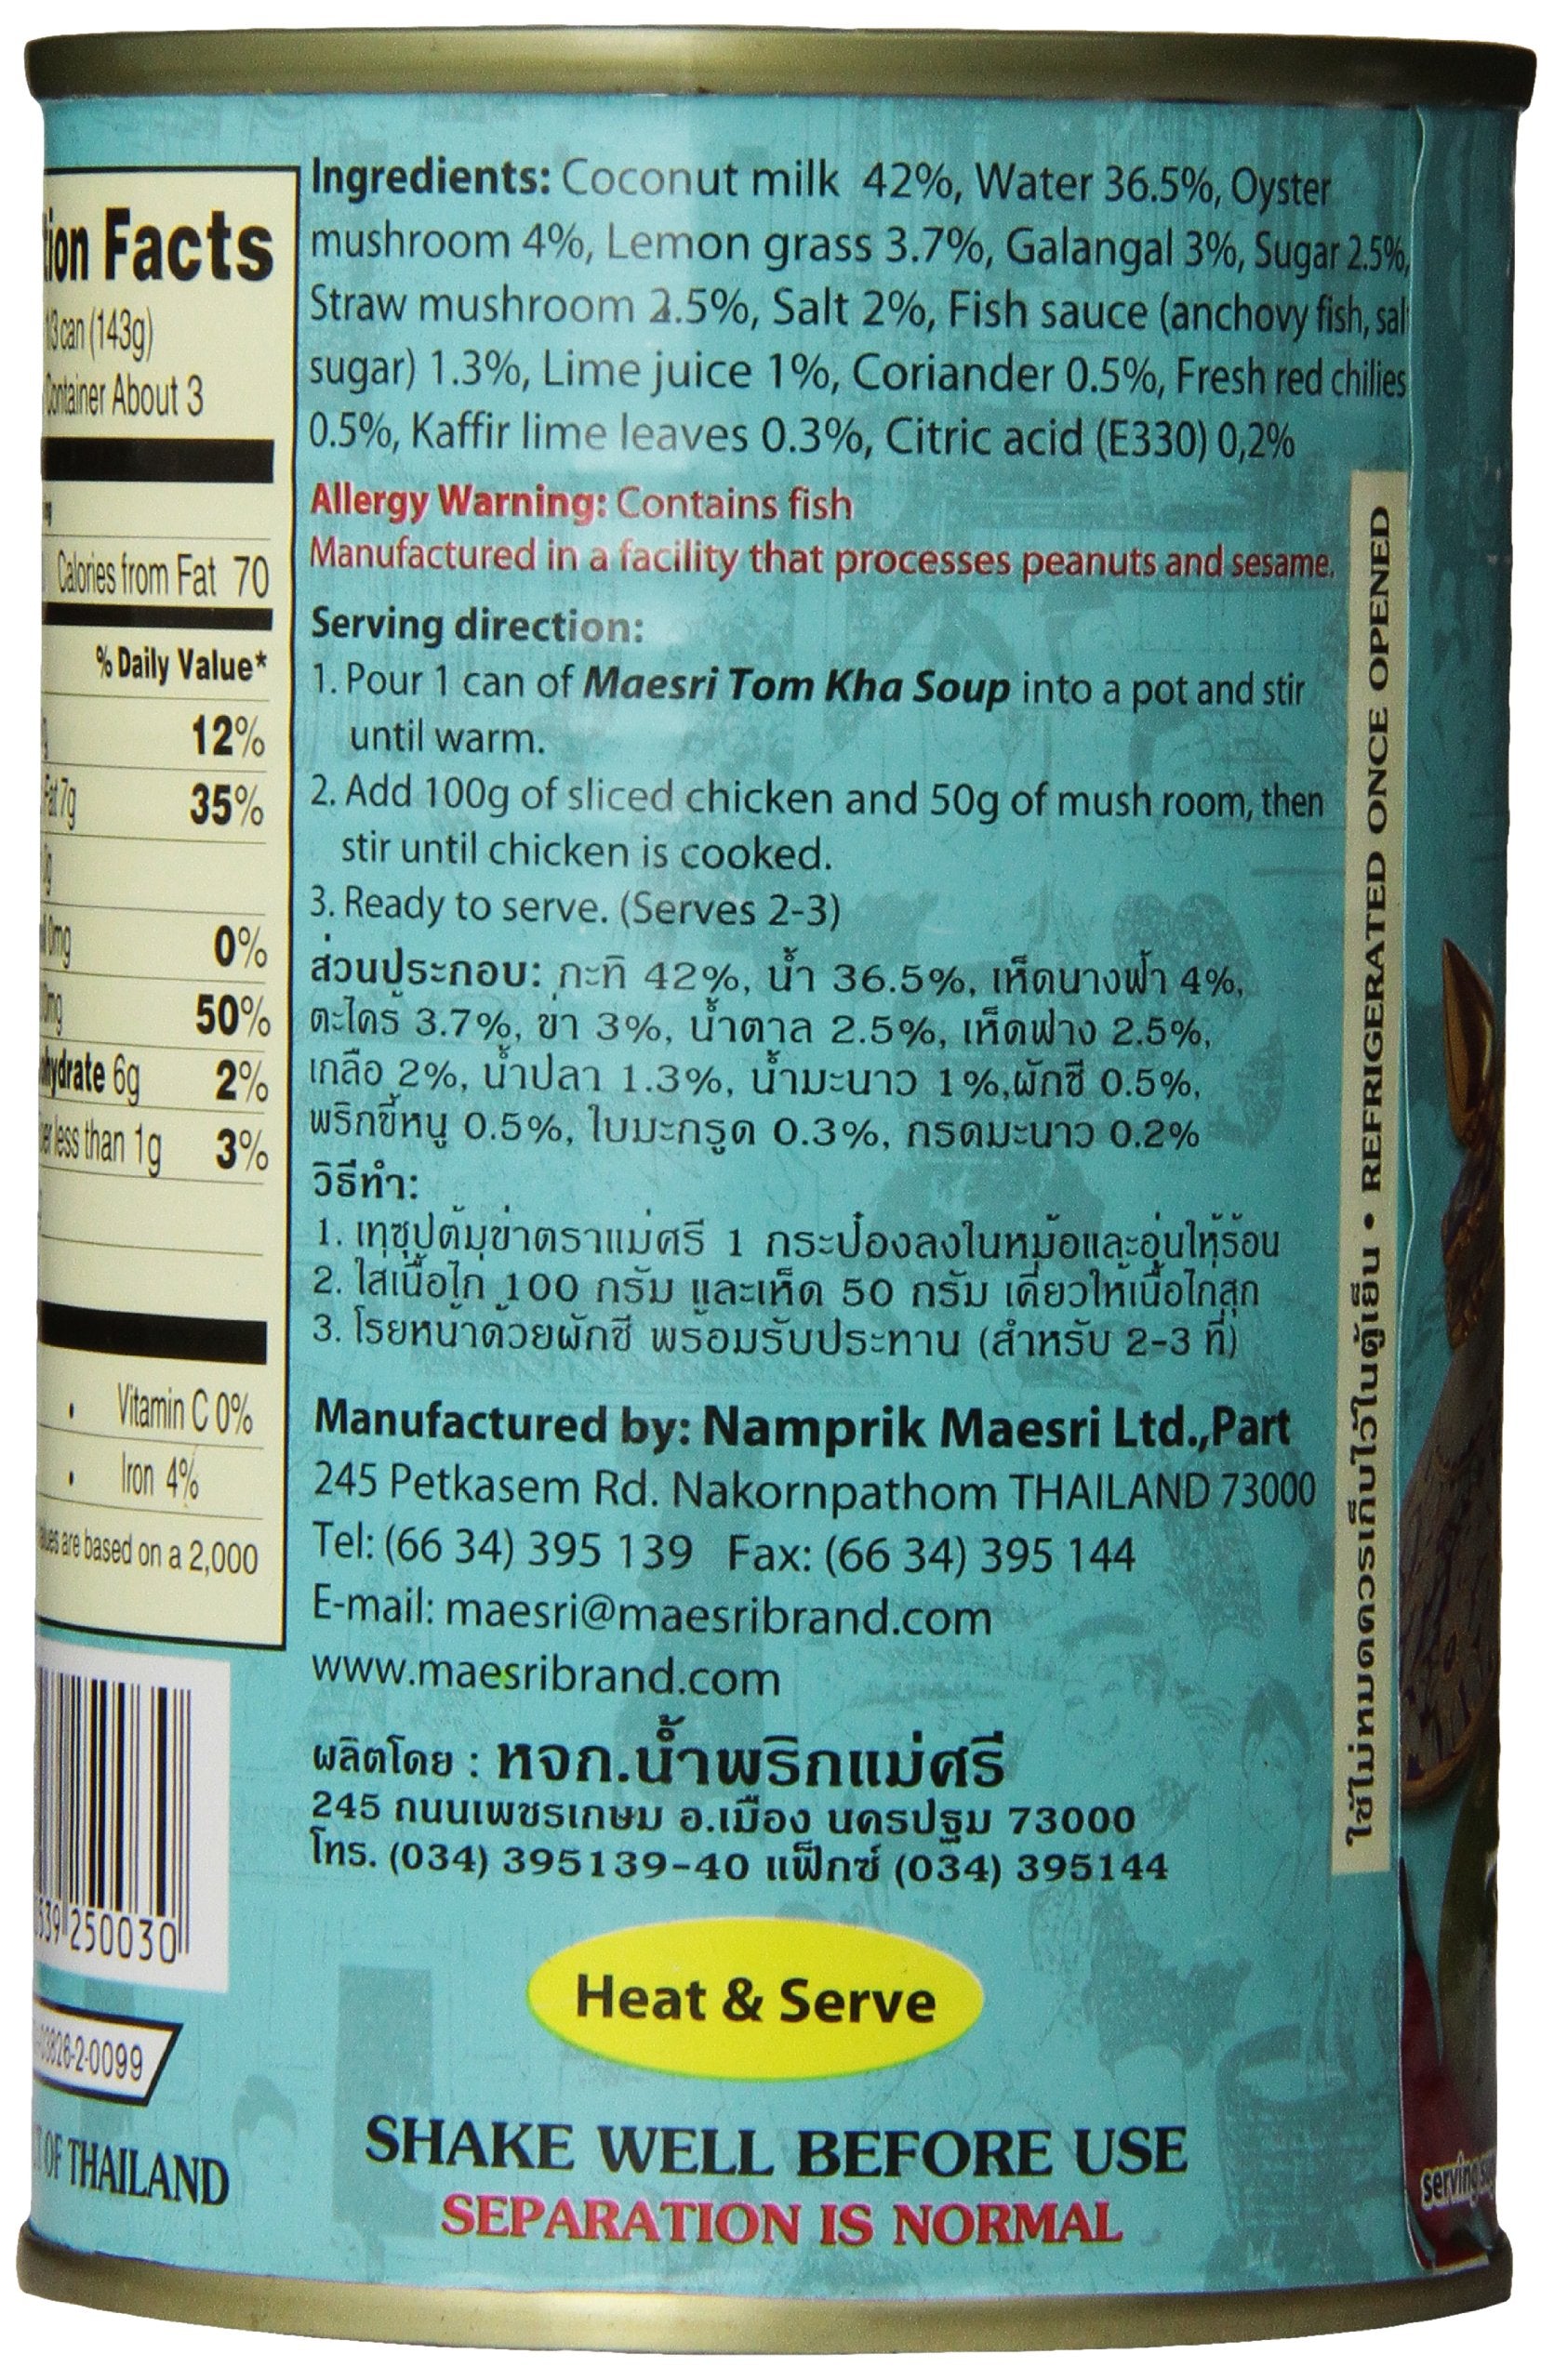 Facts
1/3 can (143g)
Container About 3
Calories from Fat 70
% Daily Value*
12%
Fat 7g 35%
0g
0mg 0%
50%
6g 2%
less than 1g 3%
• Vitamin C 0%
• Iron 4%
are based on a 2,000
250030
2-0099
OF THAILAND
Ingredients: Coconut milk 42%, Water 36.5%, Oyster
mushroom 4%, Lemon grass 3.7%, Galangal 3%, Sugar 2.5%,
Straw mushroom 2.5%, Salt 2%, Fish sauce (anchovy fish,
sugar) 1.3%, Lime juice 1%, Coriander 0.5%, Fresh red chilies
0.5%, Kaffir lime leaves 0.3%, Citric acid (E330) 0,2%
Allergy Warning: Contains fish
Manufactured in a facility that processes peanuts and sesame.
Serving direction:
1. Pour 1 can of Maesri Tom Kha Soup into a pot and stir
until warm.
2. Add 100g of sliced chicken and 50g of mush room, then
stir until chicken is cooked.
3. Ready to serve. (Serves 2-3)
ส่วนประกอบ: กะทิ 42%, น้ำ 36.5%, เห็ดนางฟ้า 4%,
ตะไคร้ 3.7%, ข่า 3%, น้ำตาล 2.5%, เห็ดฟาง 2.5%,
เกลือ 2%, น้ำปลา 1.3%, น้ำมะนาว 1%,ผักชี 0.5%,
พริกขี้หนู 0.5%, ใบมะกรูด 0.3%, กรดมะนาว 0.2%
วิธีทำ:
1. เทซุปต้มข่าตราแม่ศรี 1 กระป๋องลงในหม้อและอุ่นให้ร้อน
2. ใส่เนื้อไก่ 100 กรัม และเห็ด 50 กรัม เคี่ยวให้เนื้อไก่สุก
3. โรยหน้าด้วยผักชี พร้อมรับประทาน (สำหรับ 2-3 ที่)
Manufactured by: Namprik Maesri Ltd.,Part
245 Petkasem Rd. Nakornpathom THAILAND 73000
Tel: (66 34) 395 139 Fax: (66 34) 395 144
E-mail: maesri@maesribrand.com
www.maesribrand.com
ผลิตโดย : หจก.น้ำพริกแม่ศรี
245 ถนนเพชรเกษม อ.เมือง นครปฐม 73000
โทร. (034) 395139-40 แฟ็กซ์ (034) 395144
Heat & Serve
SHAKE WELL BEFORE USE
SEPARATION IS NORMAL
ใช้ไม่หมดควรเก็บไว้ในตู้เย็น • REFRIGERATED ONCE OPENED
serving